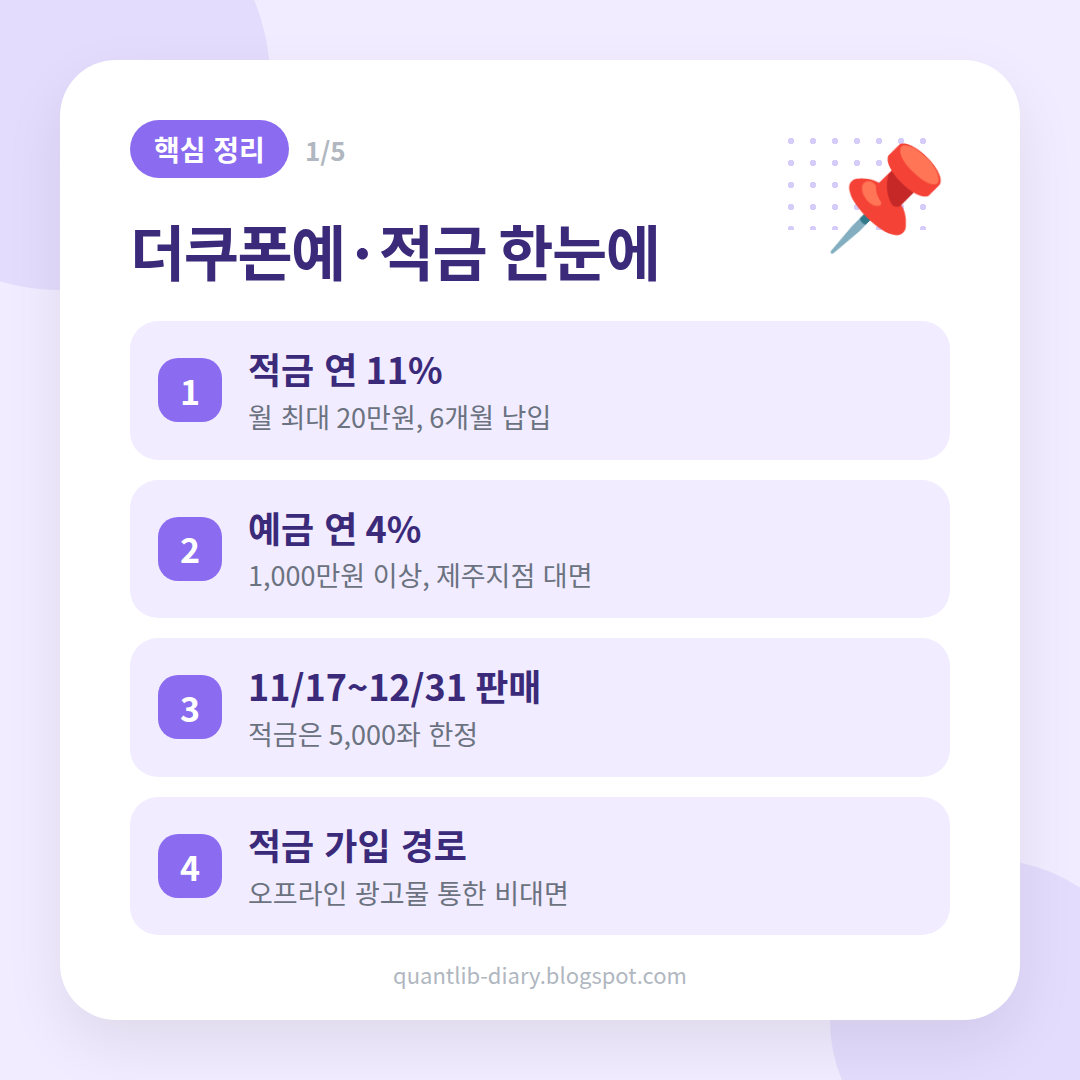 핵심 정리 1/5
더쿠폰예·적금 한눈에
1
적금 연 11%
월 최대 20만원, 6개월 납입
2
예금 연 4%
1,000만원 이상, 제주지점 대면
3
11/17~12/31 판매
적금은 5,000좌 한정
4
적금 가입 경로
오프라인 광고물 통한 비대면
quantlib-diary.blogspot.com